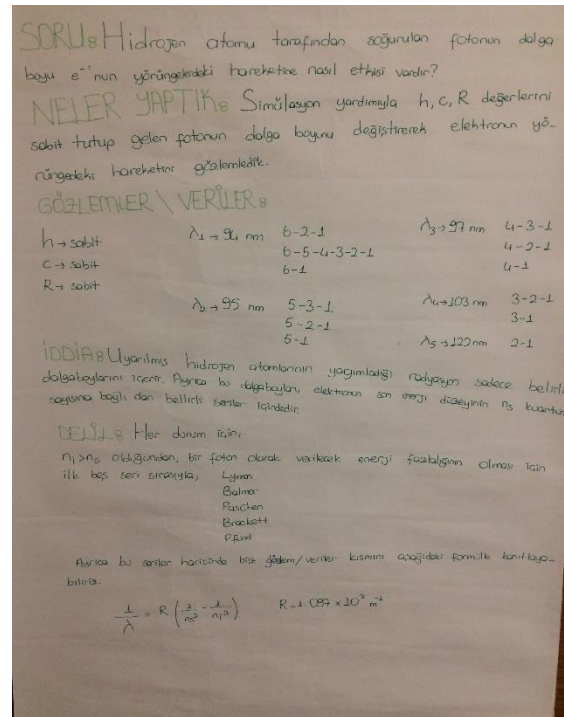 SORU: Hidrojen atomu tarafından soğurulan fotonun dalga
boyu e⁻'nun yörüngelerdeki hareketine nasıl etkisi vardır?
NELER YAPTIK: Simülasyon yardımıyla h, c, R değerlerini
sabit tutup gelen fotonun dalga boyunu değiştirerek elektronun yö-
rüngedeki hareketini gözlemledik.
GÖZLEMLER \ VERİLER:
h → sabit
c → sabit
R → sabit
λ1 → 94 nm 6-2-1
6-5-4-3-2-1
6-1
λ2 → 95 nm 5-3-1
5-2-1
5-1
λ3 → 97 nm 4-3-1
4-2-1
4-1
λ4 → 103 nm 3-2-1
3-1
λ5 → 122 nm 2-1
İDDİA: Uyarılmış hidrojen atomlarının yayımladığı radyasyon sadece belirli
dalgaboylarını içerir. Ayrıca bu dalgaboyları, elektronun son enerji düzeyinin ns kuantum
sayısına bağlı olan belirli seriler içindedir.
DELİL: Her durum için;
ni > ns olduğundan, bir foton olarak verilecek enerji fazlalığının olması için
ilk beş seri sırasıyla; Lyman
Balmer
Paschen
Brackett
Pfund
Ayrıca bu seriler haricinde bize gözlem/veriler kısmını aşağıdaki formülle kanıtlaya-
biliriz.
1/λ = R (1/ns² - 1/ni²) R = 1.097 × 10⁷ m⁻¹